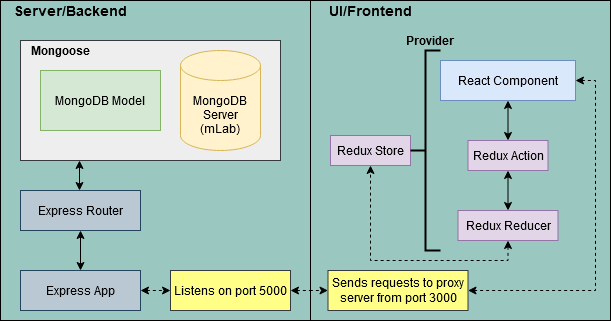 Server/Backend
Mongoose
MongoDB Model
MongoDB
Server
(mLab)
Express Router
Express App
Listens on port 5000
UI/Frontend
Provider
React Component
Redux Store
Redux Action
Redux Reducer
Sends requests to proxy
server from port 3000